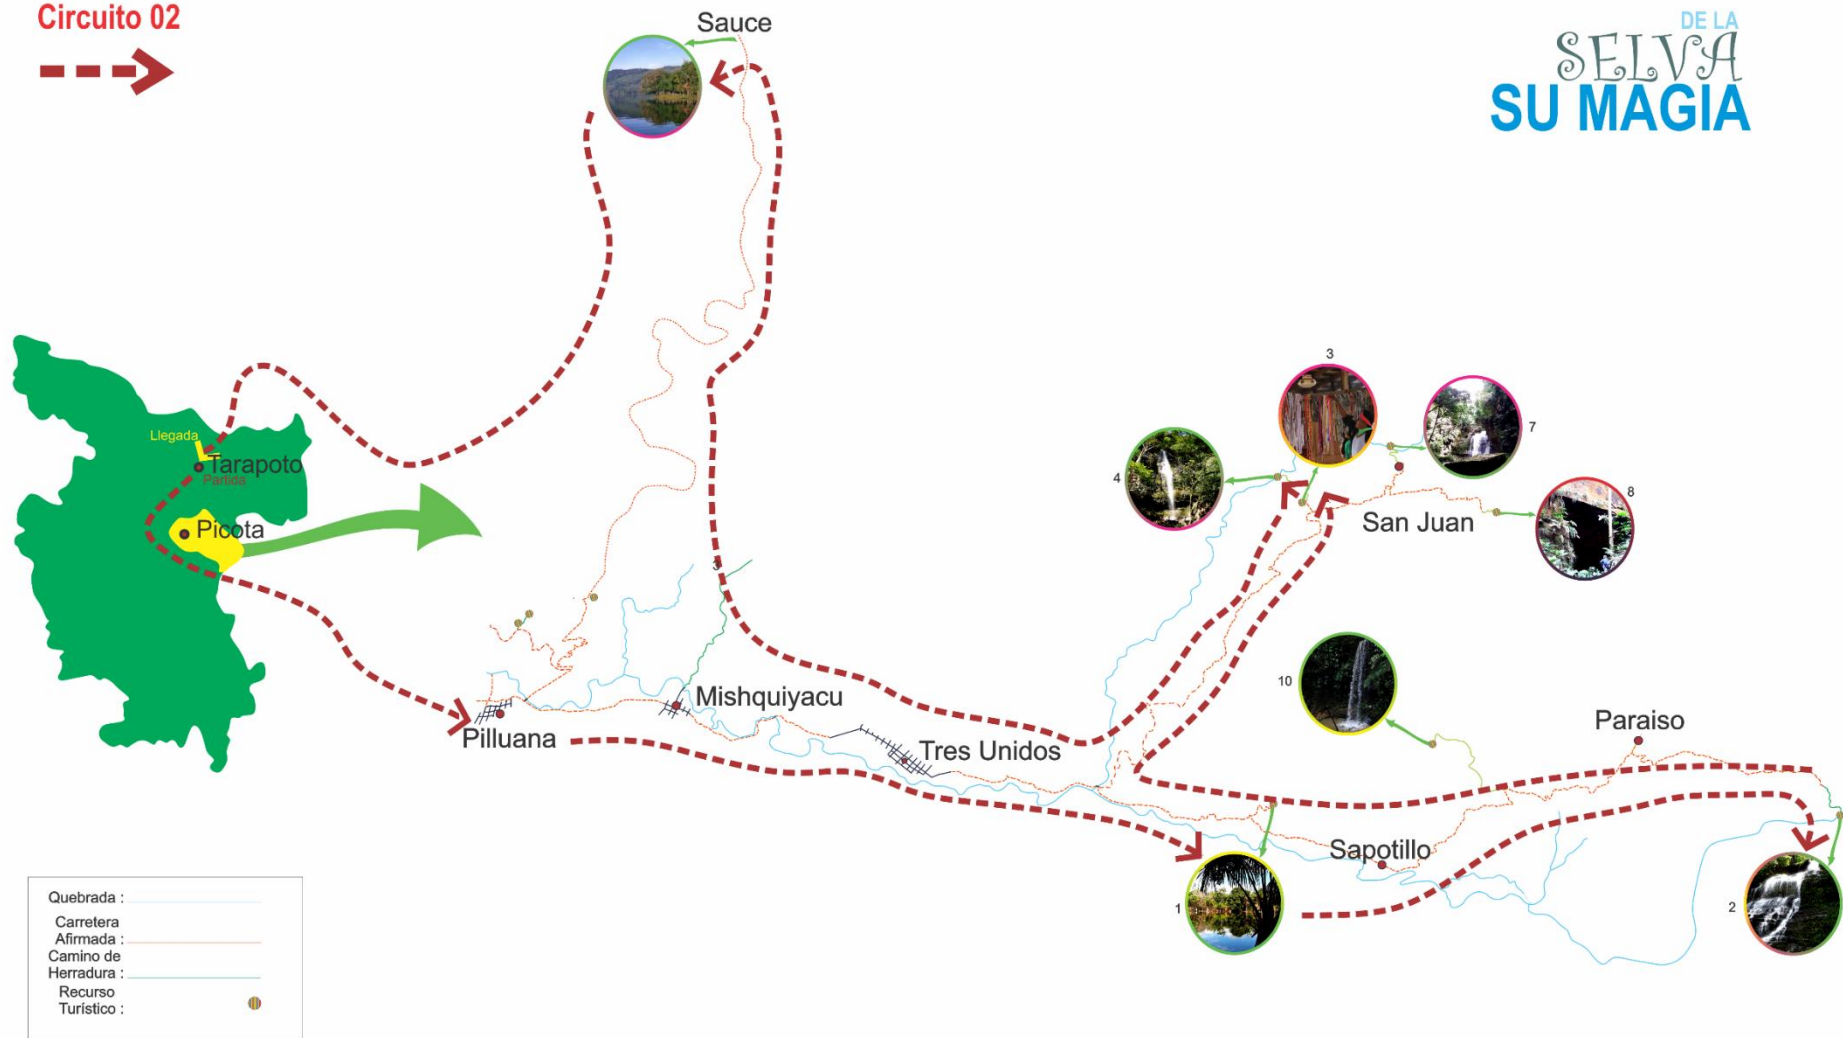 Circuito 02
Sauce
DE LA
SELVA
SU MAGIA
3
7
4
8
Llegada
Tarapoto
Partida
Picota
San Juan
3
10
Mishquiyacu
Paraiso
Pilluana
Tres Unidos
Sapotillo
1
2
Quebrada :
Carretera
Afirmada :
Camino de
Herradura :
Recurso
Turístico :